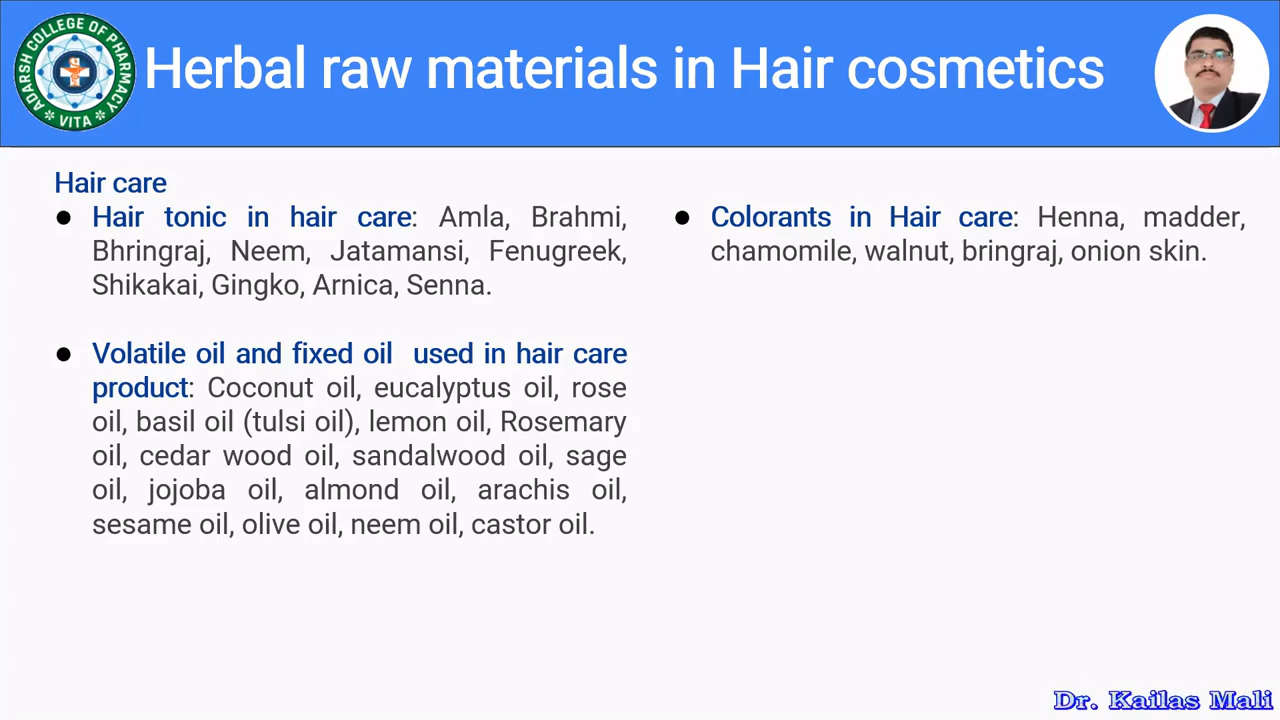 ADARSH COLLEGE OF PHARMACY
VITA
Herbal raw materials in Hair cosmetics
Hair care
● Hair tonic in hair care: Amla, Brahmi,
Bhringraj, Neem, Jatamansi, Fenugreek,
Shikakai, Gingko, Arnica, Senna.
● Volatile oil and fixed oil used in hair care
product: Coconut oil, eucalyptus oil, rose
oil, basil oil (tulsi oil), lemon oil, Rosemary
oil, cedar wood oil, sandalwood oil, sage
oil, jojoba oil, almond oil, arachis oil,
sesame oil, olive oil, neem oil, castor oil.
● Colorants in Hair care: Henna, madder,
chamomile, walnut, bringraj, onion skin.
Dr. Kailas Mali